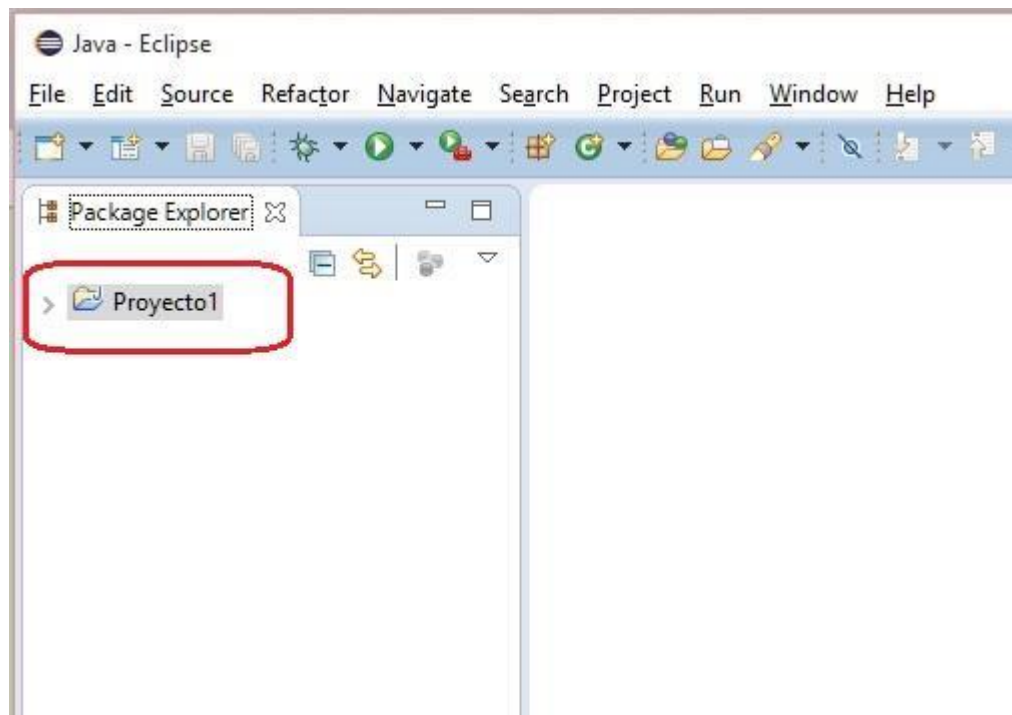 Java - Eclipse
File Edit Source Refactor Navigate Search Project Run Window Help
Package Explorer
Proyecto1